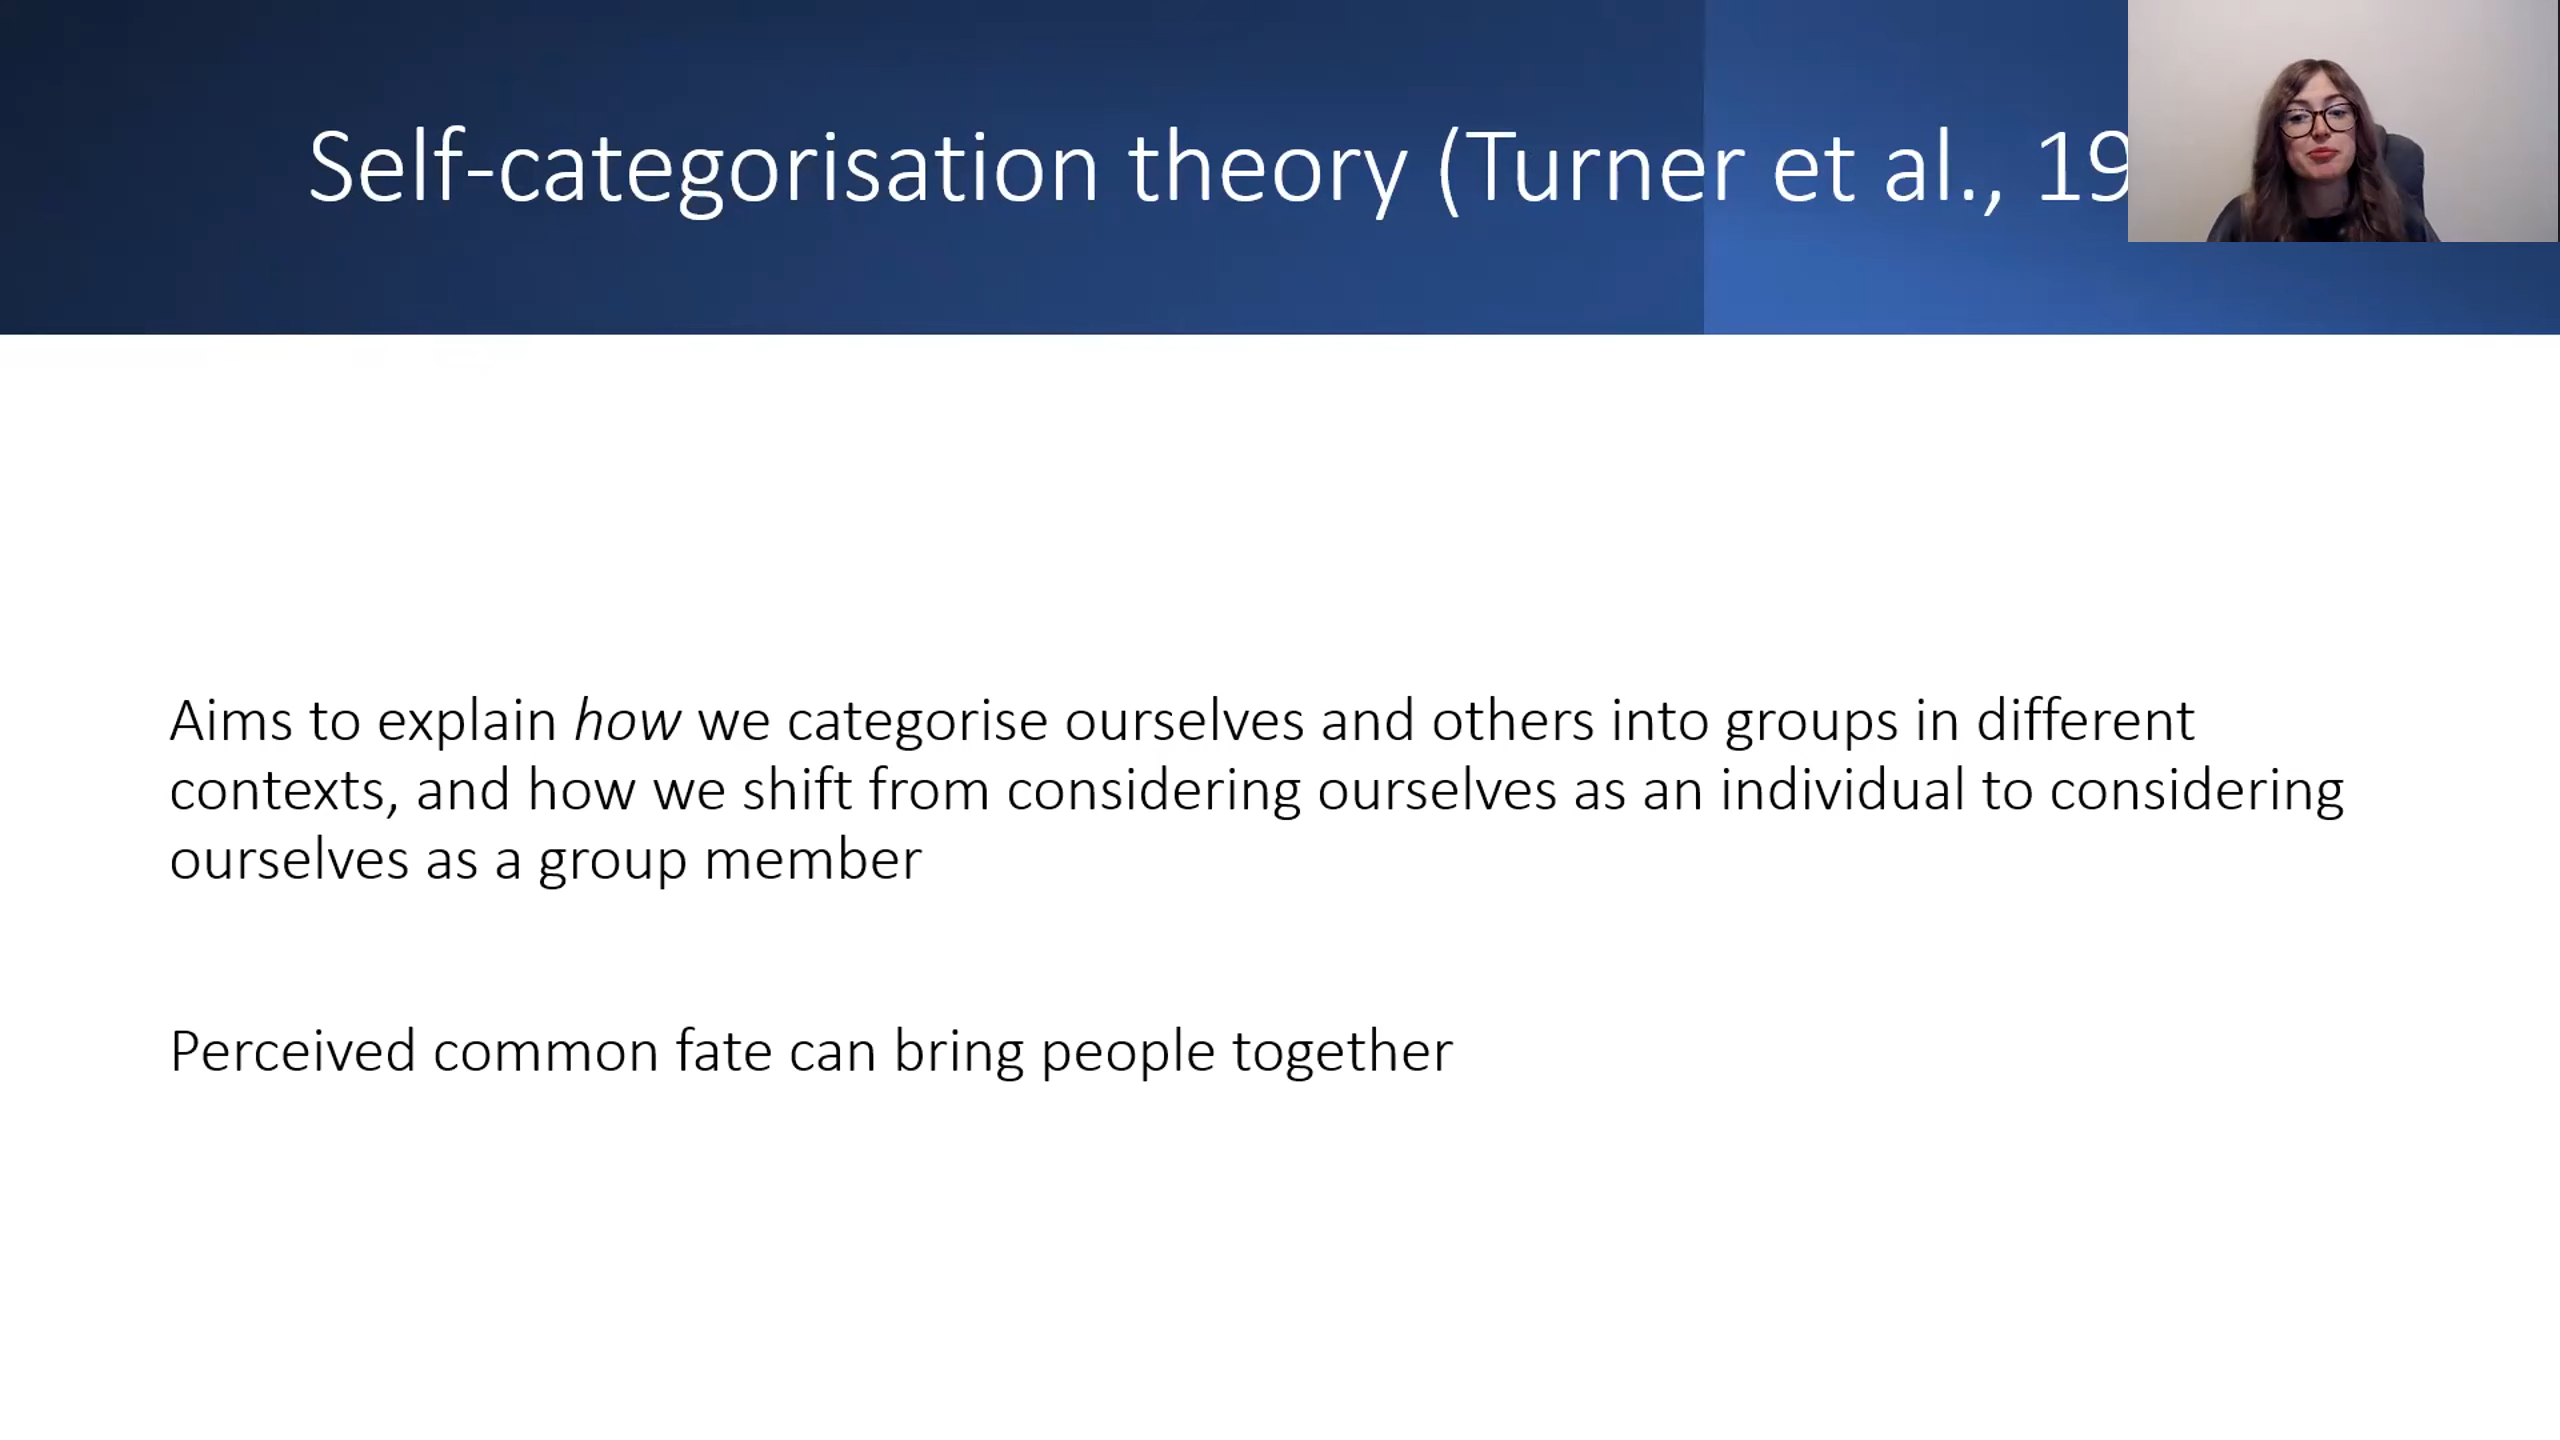 Self-categorisation theory (Turner et al., 19
Aims to explain how we categorise ourselves and others into groups in different
contexts, and how we shift from considering ourselves as an individual to considering
ourselves as a group member
Perceived common fate can bring people together